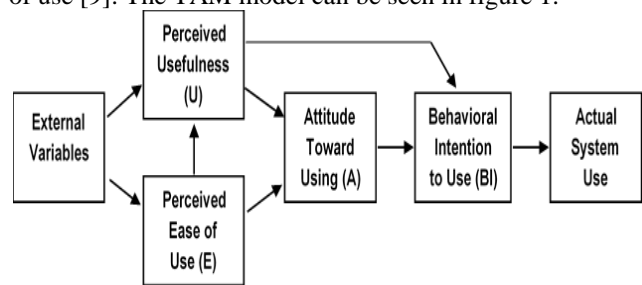 of use [9]. The TAM model can be seen in figure 1.
Perceived
Usefulness
(U)
External
Variables
Attitude
Toward
Using (A)
Behavioral
Intention
to Use (BI)
Actual
System
Use
Perceived
Ease of
Use (E)